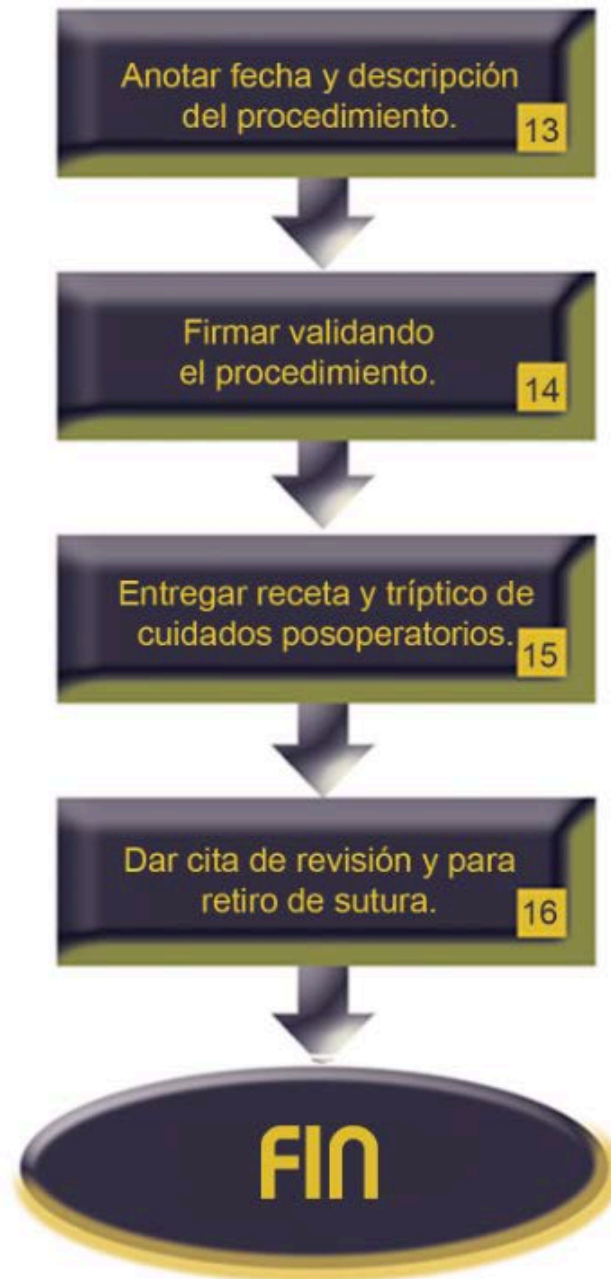 Anotar fecha y descripción
del procedimiento.
13
Firmar validando
el procedimiento.
14
Entregar receta y tríptico de
cuidados posoperatorios.
15
Dar cita de revisión y para
retiro de sutura.
16
FIN